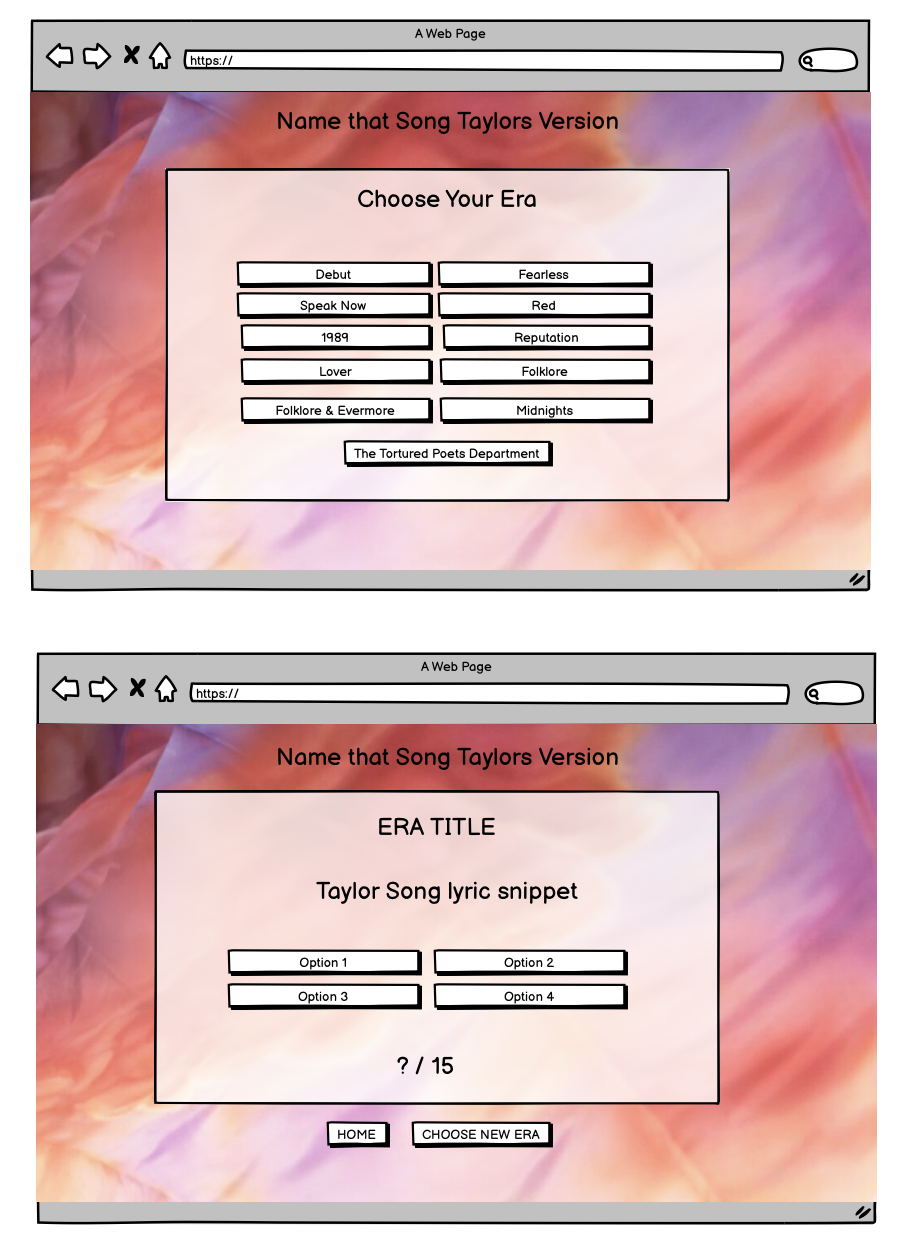 A Web Page
https://
Name that Song Taylors Version
Choose Your Era
Debut
Fearless
Speak Now
Red
1989
Reputation
Lover
Folklore
Folklore & Evermore
Midnights
The Tortured Poets Department
A Web Page
https://
Name that Song Taylors Version
ERA TITLE
Taylor Song lyric snippet
Option 1
Option 2
Option 3
Option 4
? / 15
HOME
CHOOSE NEW ERA